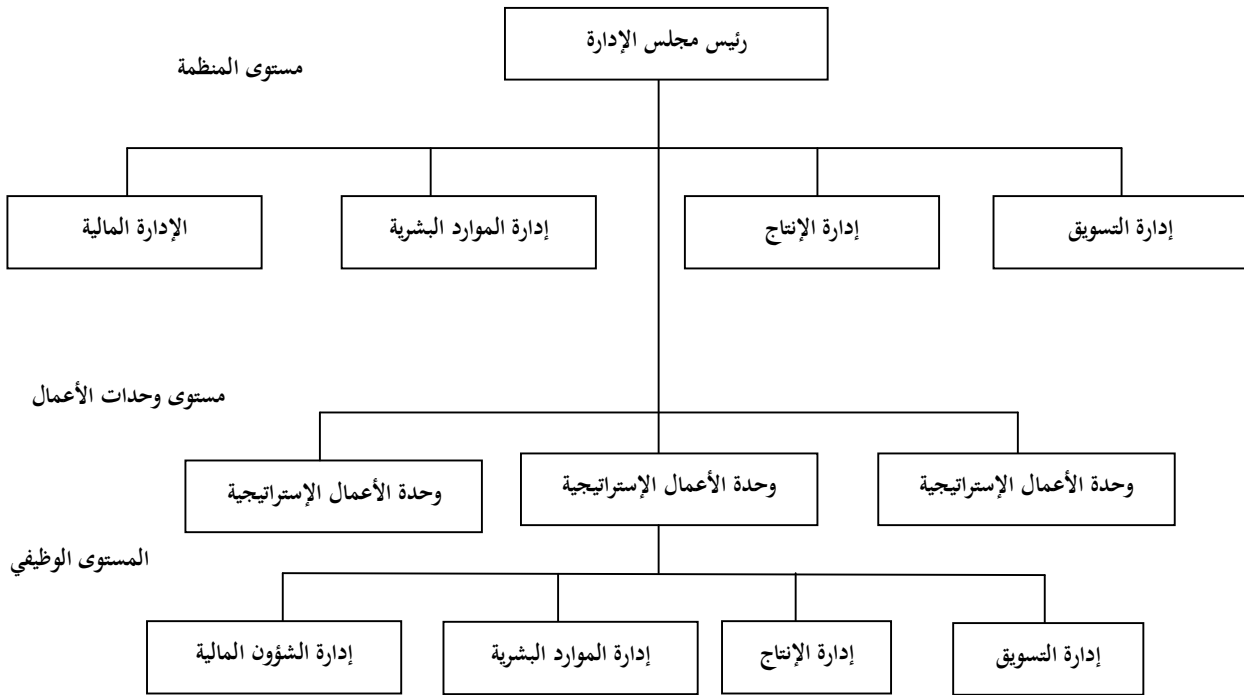 رئيس مجلس الإدارة
مستوى المنظمة
إدارة التسويق
إدارة الإنتاج
إدارة الموارد البشرية
الإدارة المالية
مستوى وحدات الأعمال
وحدة الأعمال الإستراتيجية
وحدة الأعمال الإستراتيجية
وحدة الأعمال الإستراتيجية
المستوى الوظيفي
إدارة التسويق
إدارة الإنتاج
إدارة الموارد البشرية
إدارة الشؤون المالية